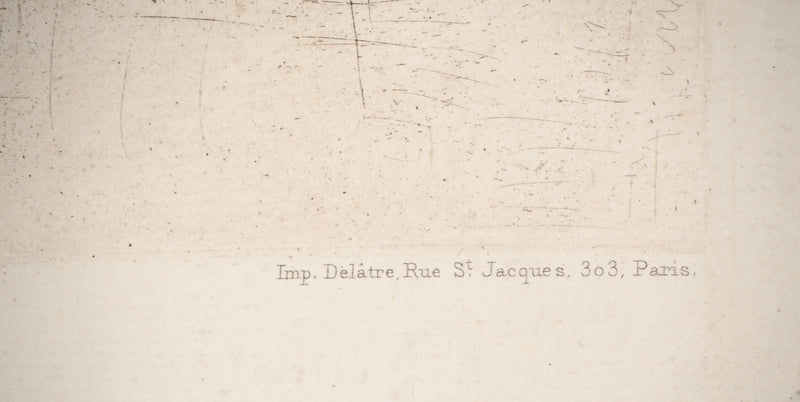 Imp. Delâtre, Rue St. Jacques, 303, Paris.